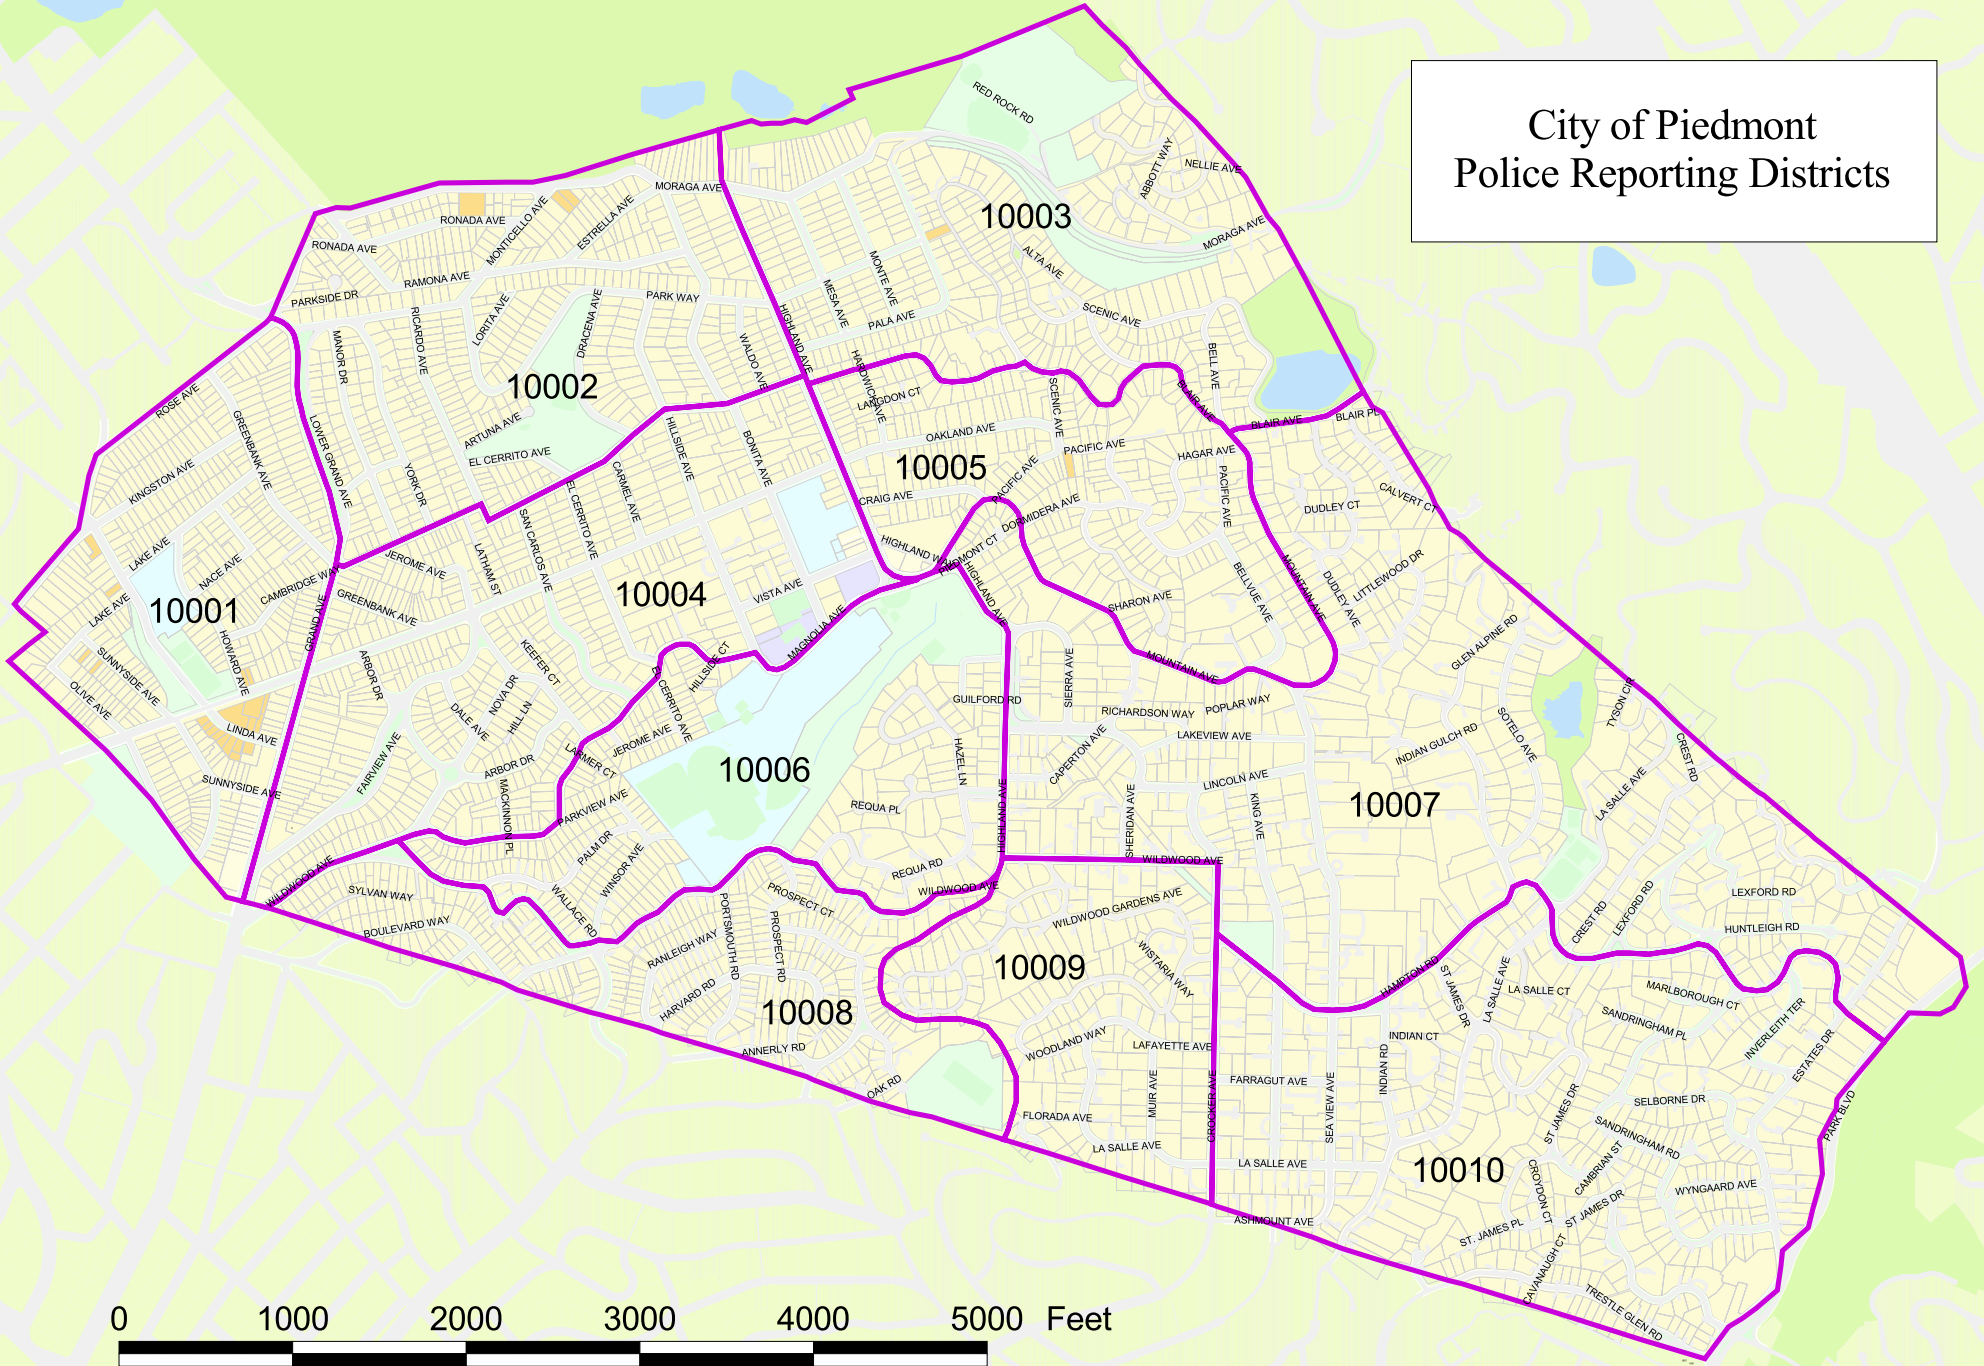 City of Piedmont
Police Reporting Districts
RED ROCK RD
ABBOTT WAY
NELLIE AVE
MORAGA AVE
MORAGA AVE
10003
RONADA AVE
RONADA AVE
MONTICELLO AVE
ESTRELLA AVE
RAMONA AVE
PARKSIDE DR
PARK WAY
LORITA AVE
DRACENA AVE
RICARDO AVE
MANOR DR
WALDO AVE
HIGHLAND AVE
MESA AVE
MONTE AVE
PALA AVE
ALTA AVE
SCENIC AVE
BELL AVE
BLAIR AVE
BLAIR AVE
BLAIR PL
10002
ARTUNA AVE
EL CERRITO AVE
YORK DR
LOWER GRAND AVE
ROSE AVE
GREENBANK AVE
KINGSTON AVE
LAKE AVE
LAKE AVE
NACE AVE
CAMBRIDGE WAY
10001
HOWARD AVE
SUNNYSIDE AVE
OLIVE AVE
LINDA AVE
SUNNYSIDE AVE
GRAND AVE
JEROME AVE
GREENBANK AVE
LATHAM ST
SAN CARLOS AVE
EL CERRITO AVE
CARMEL AVE
HILLSIDE AVE
BONITA AVE
10004
VISTA AVE
MAGNOLIA AVE
HILLSIDE CT
EL CERRITO AVE
JEROME AVE
KEEFER CT
ARBOR DR
NOVA DR
DALE AVE
HILL LN
ARBOR DR
LARMER CT
FAIRVIEW AVE
MACKINNON PL
PARKVIEW AVE
PALM DR
WINSOR AVE
WALLACE RD
WILDWOOD AVE
SYLVAN WAY
BOULEVARD WAY
HARDWICK AVE
LANGDON CT
OAKLAND AVE
10005
CRAIG AVE
SCENIC AVE
PACIFIC AVE
PACIFIC AVE
HAGAR AVE
PACIFIC AVE
DORMIDERA AVE
HIGHLAND WAY
PIEDMONT CT
HIGHLAND AVE
SHARON AVE
BELLVUE AVE
MOUNTAIN AVE
MOUNTAIN AVE
DUDLEY CT
CALVERT CT
DUDLEY AVE
LITTLEWOOD DR
GLEN ALPINE RD
SIERRA AVE
GUILFORD RD
RICHARDSON WAY
POPLAR WAY
LAKEVIEW AVE
CAPERTON AVE
LINCOLN AVE
INDIAN GULCH RD
SOTELO AVE
TYSON CIR
CREST RD
LA SALLE AVE
10007
KING AVE
SHERIDAN AVE
HIGHLAND AVE
HAZEL LN
10006
REQUA PL
REQUA RD
WILDWOOD AVE
WILDWOOD AVE
PROSPECT CT
PROSPECT RD
PORTSMOUTH RD
RANLEIGH WAY
HARVARD RD
10008
ANNERLY RD
OAK RD
WILDWOOD GARDENS AVE
WISTARIA WAY
10009
WOODLAND WAY
LAFAYETTE AVE
MUIR AVE
FLORADA AVE
LA SALLE AVE
CROCKER AVE
FARRAGUT AVE
LA SALLE AVE
ASHMOUNT AVE
SEA VIEW AVE
INDIAN RD
INDIAN CT
HAMPTON RD
ST JAMES DR
LA SALLE AVE
LA SALLE CT
CREST RD
LEXFORD RD
LEXFORD RD
HUNTLEIGH RD
MARLBOROUGH CT
SANDRINGHAM PL
INVERLEITH TER
ESTATES DR
PARK BLVD
SELBORNE DR
SANDRINGHAM RD
ST JAMES DR
CAMBRIAN ST
10010
CROYDON CT
WYNGAARD AVE
ST JAMES DR
ST. JAMES PL
CAVANAUGH CT
TRESTLE GLEN RD
0 1000 2000 3000 4000 5000 Feet